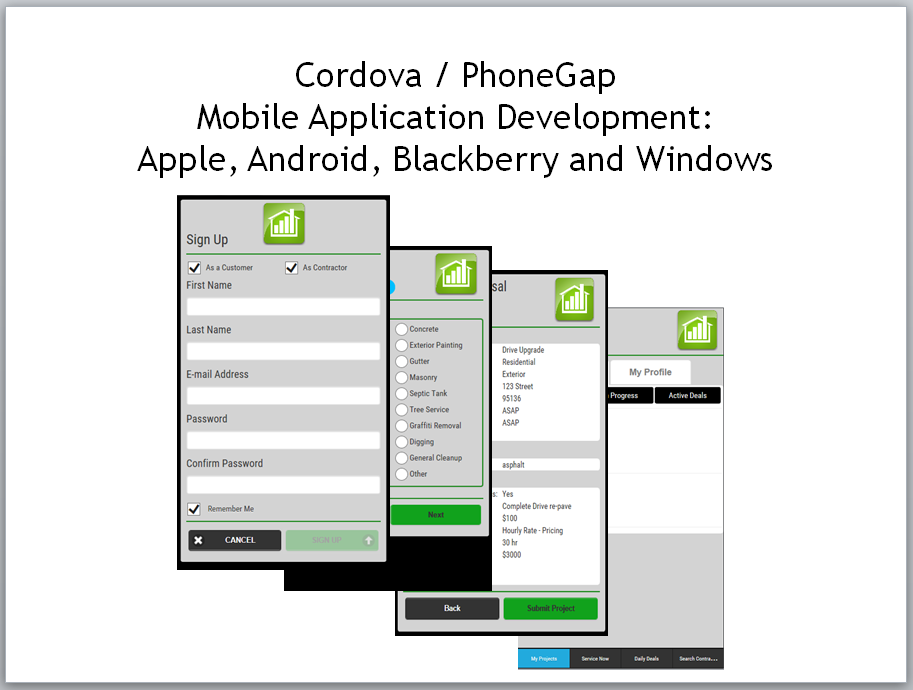 Cordova / PhoneGap
Mobile Application Development:
Apple, Android, Blackberry and Windows
Sign Up
As a Customer
As Contractor
First Name
Last Name
E-mail Address
Password
Confirm Password
Remember Me
CANCEL
SIGN UP
Concrete
Exterior Painting
Gutter
Masonry
Septic Tank
Tree Service
Graffiti Removal
Digging
General Cleanup
Other
Next
sal
Drive Upgrade
Residential
Exterior
123 Street
95136
ASAP
ASAP
asphalt
s: Yes
Complete Drive re-pave
$100
Hourly Rate - Pricing
30 hr
$3000
Back
Submit Project
My Profile
Progress
Active Deals
My Projects
Service Now
Daily Deals
Search Contra...